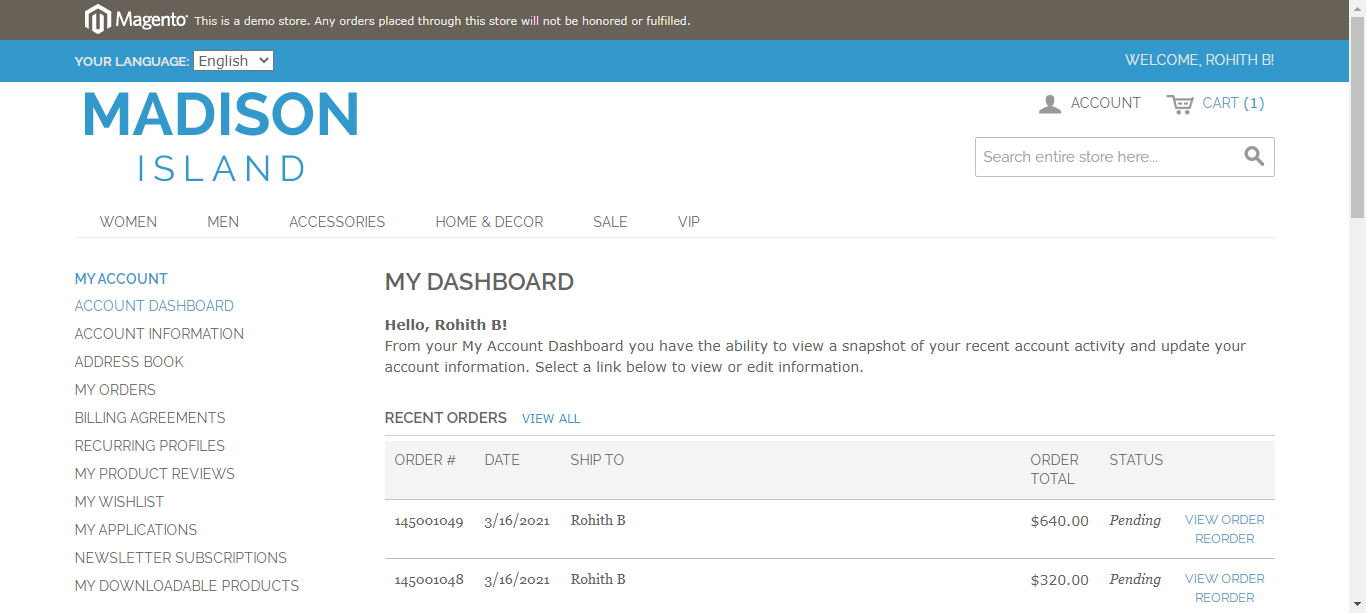 Magento This is a demo store. Any orders placed through this store will not be honored or fulfilled.
YOUR LANGUAGE: English WELCOME, ROHITH B!
MADISON
ISLAND
ACCOUNT CART (1)
Search entire store here...
WOMEN MEN ACCESSORIES HOME & DECOR SALE VIP
MY ACCOUNT
ACCOUNT DASHBOARD
ACCOUNT INFORMATION
ADDRESS BOOK
MY ORDERS
BILLING AGREEMENTS
RECURRING PROFILES
MY PRODUCT REVIEWS
MY WISHLIST
MY APPLICATIONS
NEWSLETTER SUBSCRIPTIONS
MY DOWNLOADABLE PRODUCTS
MY DASHBOARD
Hello, Rohith B!
From your My Account Dashboard you have the ability to view a snapshot of your recent account activity and update your
account information. Select a link below to view or edit information.
RECENT ORDERS VIEW ALL
ORDER # DATE SHIP TO ORDER TOTAL STATUS
145001049 3/16/2021 Rohith B $640.00 Pending VIEW ORDER
REORDER
145001048 3/16/2021 Rohith B $320.00 Pending VIEW ORDER
REORDER